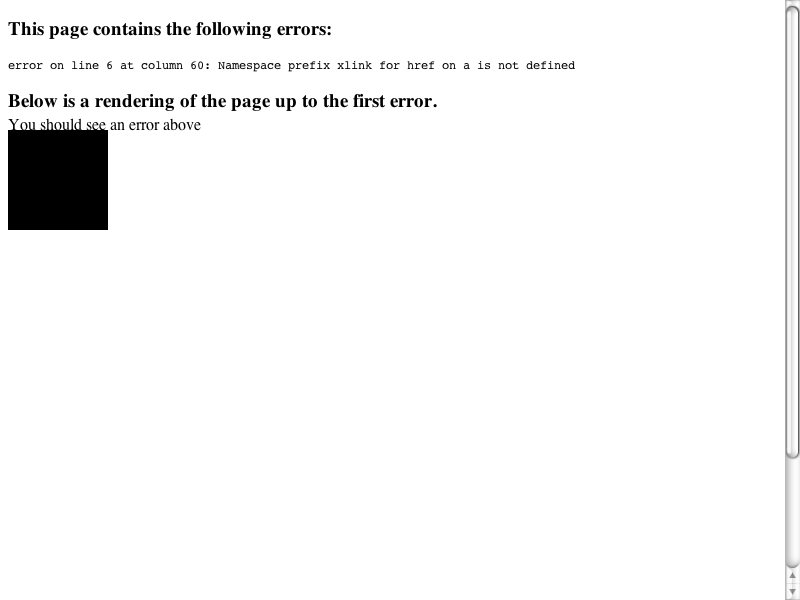 This page contains the following errors:
error on line 6 at column 60: Namespace prefix xlink for href on a is not defined
Below is a rendering of the page up to the first error.
You should see an error above